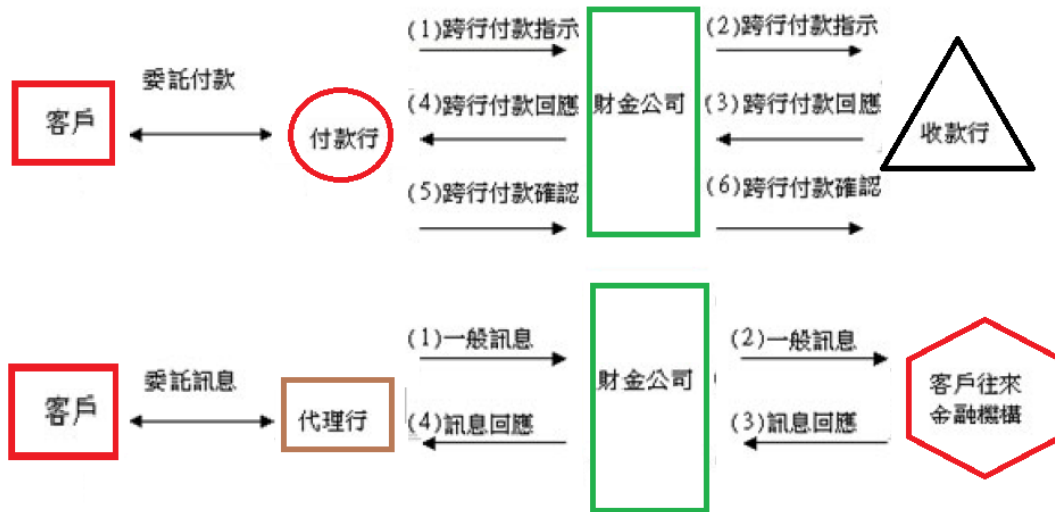 (1)跨行付款指示
(2)跨行付款指示
委託付款
客戶
付款行
(4)跨行付款回應
財金公司
(3)跨行付款回應
收款行
(5)跨行付款確認
(6)跨行付款確認
(1)一般訊息
(2)一般訊息
委託訊息
客戶
代理行
財金公司
客戶往來
金融機構
(4)訊息回應
(3)訊息回應